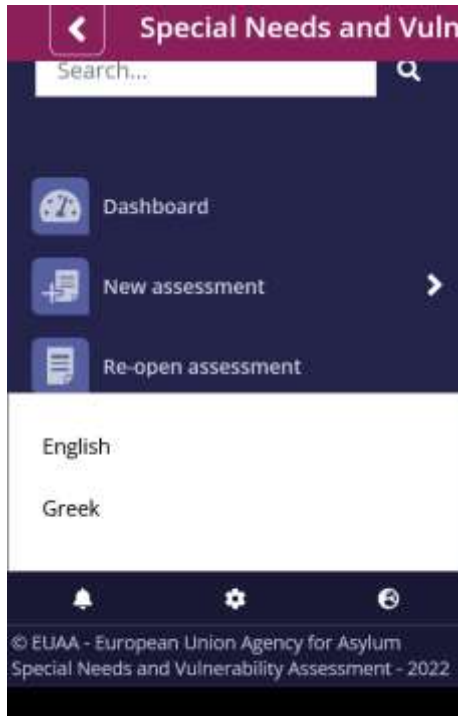 Special Needs and Vuln
Search...
Dashboard
New assessment
Re-open assessment
English
Greek
© EUAA - European Union Agency for Asylum
Special Needs and Vulnerability Assessment - 2022